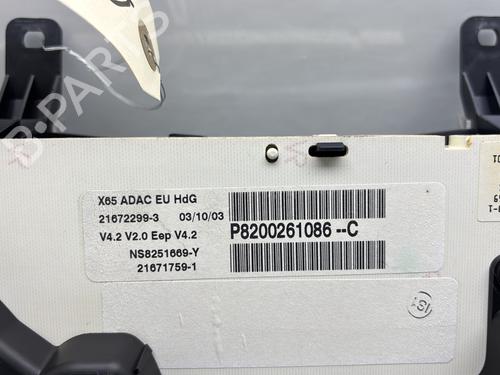 B-PARTS
X65 ADAC EU HdG
21672299-3 03/10/03
V4.2 V2.0 Eep V4.2
NS8251669-Y
21671759-1
P8200261086--C
IS1